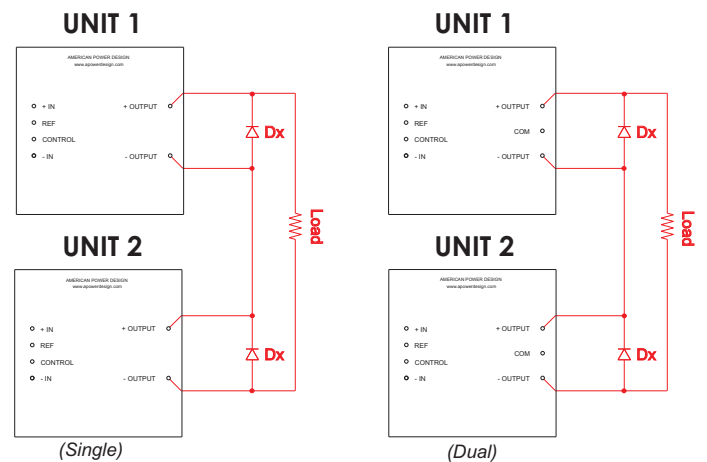 UNIT 1
AMERICAN POWER DESIGN
www.apowerdesign.com
+ IN
+ OUTPUT
REF
CONTROL
- IN
- OUTPUT
Dx
Load
UNIT 2
AMERICAN POWER DESIGN
www.apowerdesign.com
+ IN
+ OUTPUT
REF
CONTROL
- IN
- OUTPUT
Dx
(Single)
UNIT 1
AMERICAN POWER DESIGN
www.apowerdesign.com
+ IN
+ OUTPUT
REF
COM
CONTROL
- IN
- OUTPUT
Dx
Load
UNIT 2
AMERICAN POWER DESIGN
www.apowerdesign.com
+ IN
+ OUTPUT
REF
COM
CONTROL
- IN
- OUTPUT
Dx
(Dual)